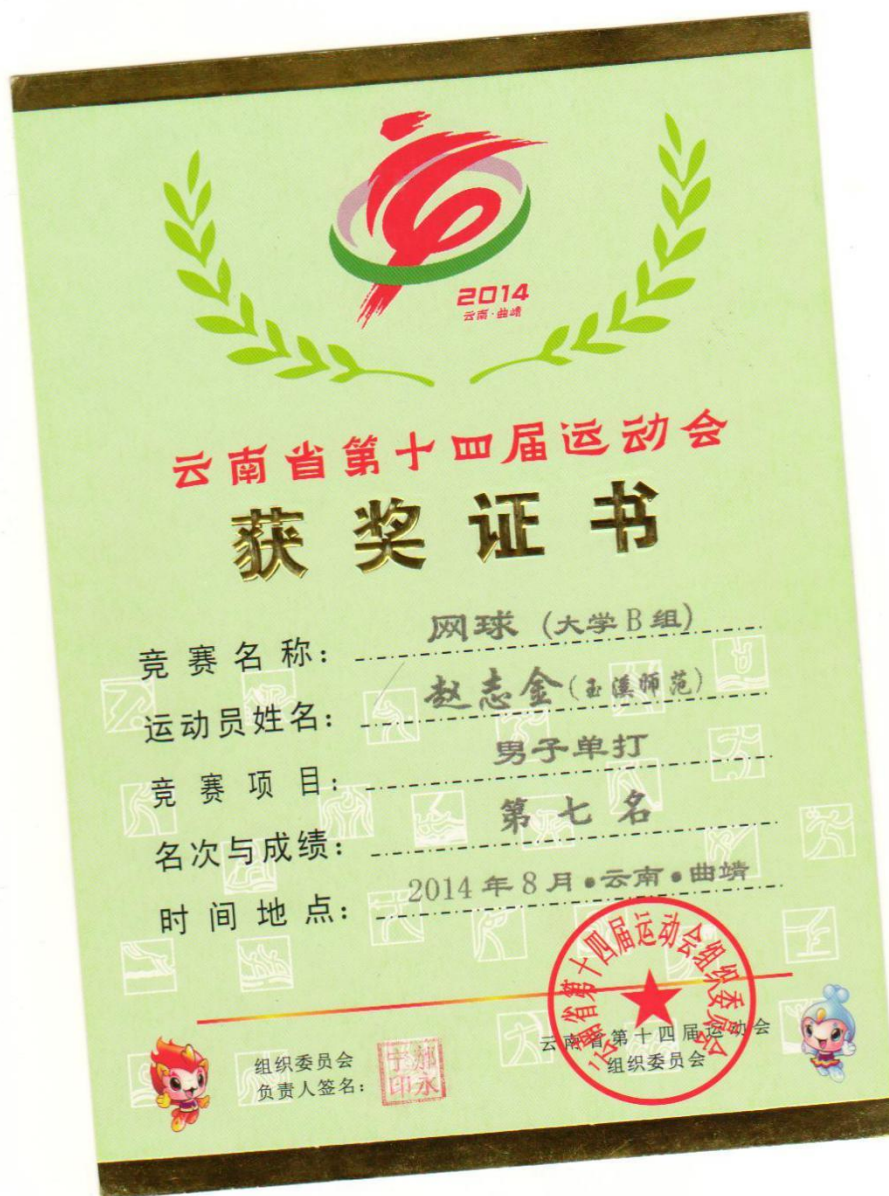 2014
云南·曲靖
云南省第十四届运动会
获奖证书
竞赛名称：网球（大学B组）
运动员姓名：赵志金（玉溪师范）
竞赛项目：男子单打
名次与成绩：第七名
时间地点：2014年8月•云南•曲靖
云南省第十四届运动会组织委员会
组织委员会
负责人签名：
云南省第十四届运动会
组织委员会